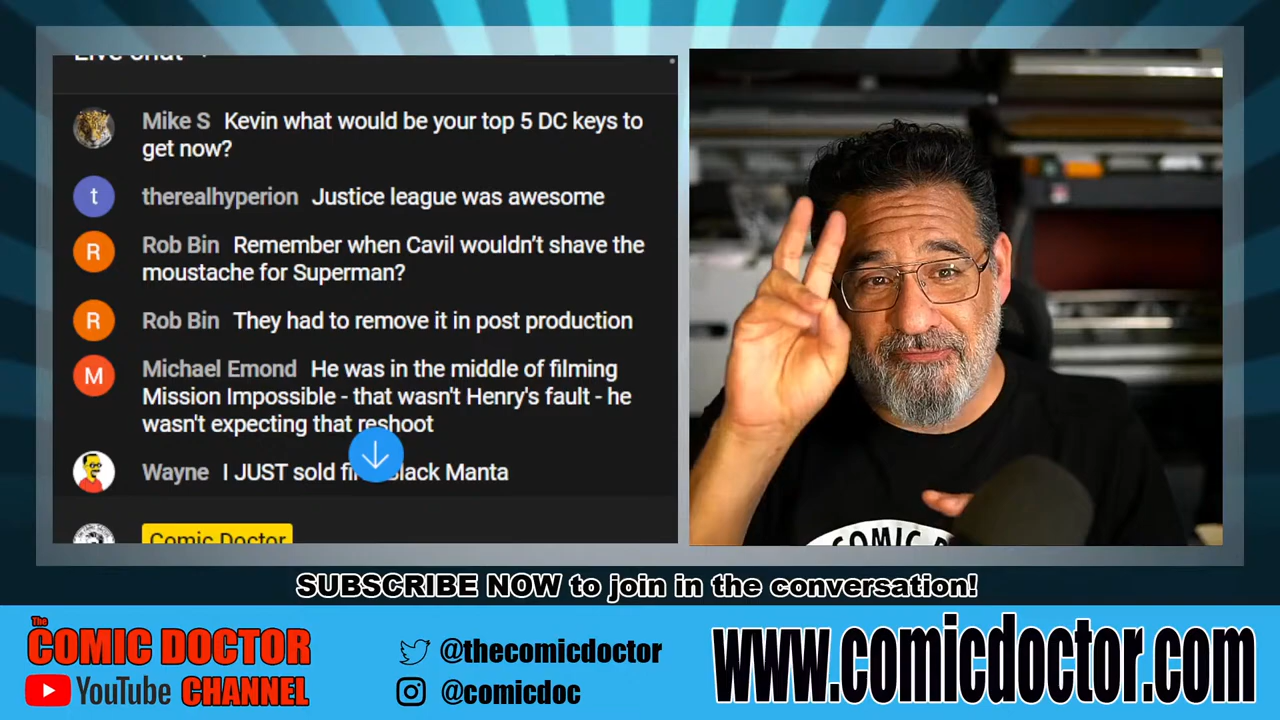 Live chat
Mike S Kevin what would be your top 5 DC keys to
get now?
t therealhyperion Justice league was awesome
R Rob Bin Remember when Cavil wouldn't shave the
moustache for Superman?
R Rob Bin They had to remove it in post production
M Michael Emond He was in the middle of filming
Mission Impossible - that wasn't Henry's fault - he
wasn't expecting that reshoot
Wayne I JUST sold Black Manta
Comic Doctor
COMIC
SUBSCRIBE NOW to join in the conversation!
The
COMIC DOCTOR
YouTube CHANNEL
@thecomicdoctor
@comicdoc
www.comicdoctor.com